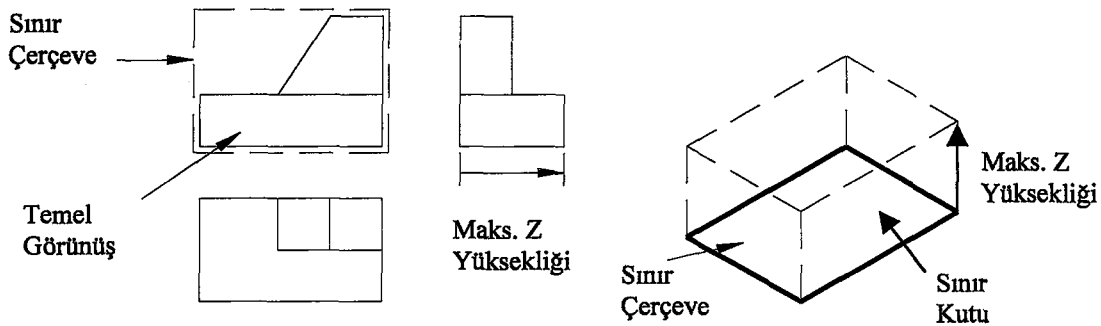 Sınır
Çerçeve
Temel
Görünüş
Maks. Z
Yüksekliği
Maks. Z
Yüksekliği
Sınır
Çerçeve
Sınır
Kutu